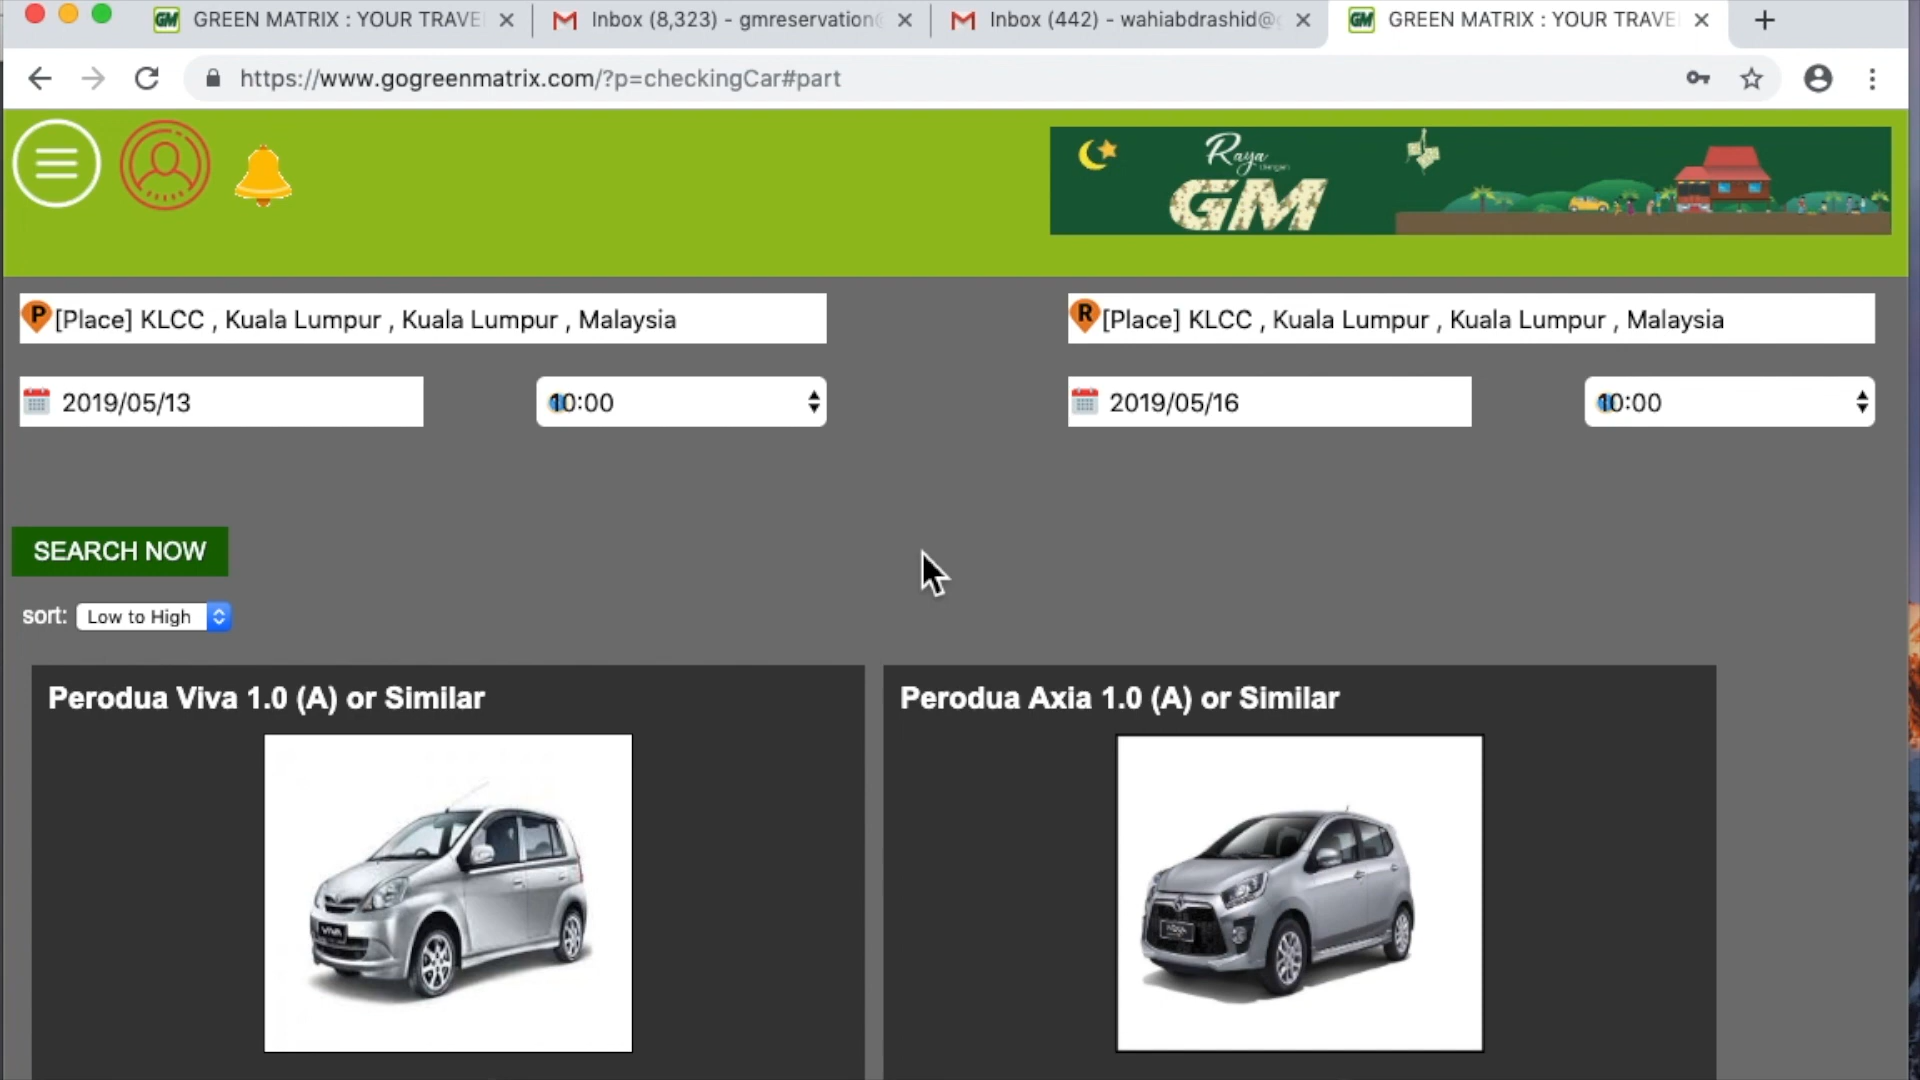 GREEN MATRIX : YOUR TRAVE
Inbox (8,323) - gmreservation
Inbox (442) - wahiabdrashid@
GREEN MATRIX : YOUR TRAVE
https://www.gogreenmatrix.com/?p=checkingCar#part
Raya
dengan
GM
P [Place] KLCC , Kuala Lumpur , Kuala Lumpur , Malaysia
R [Place] KLCC , Kuala Lumpur , Kuala Lumpur , Malaysia
2019/05/13
10:00
2019/05/16
10:00
SEARCH NOW
sort: Low to High
Perodua Viva 1.0 (A) or Similar
Perodua Axia 1.0 (A) or Similar
VIVA